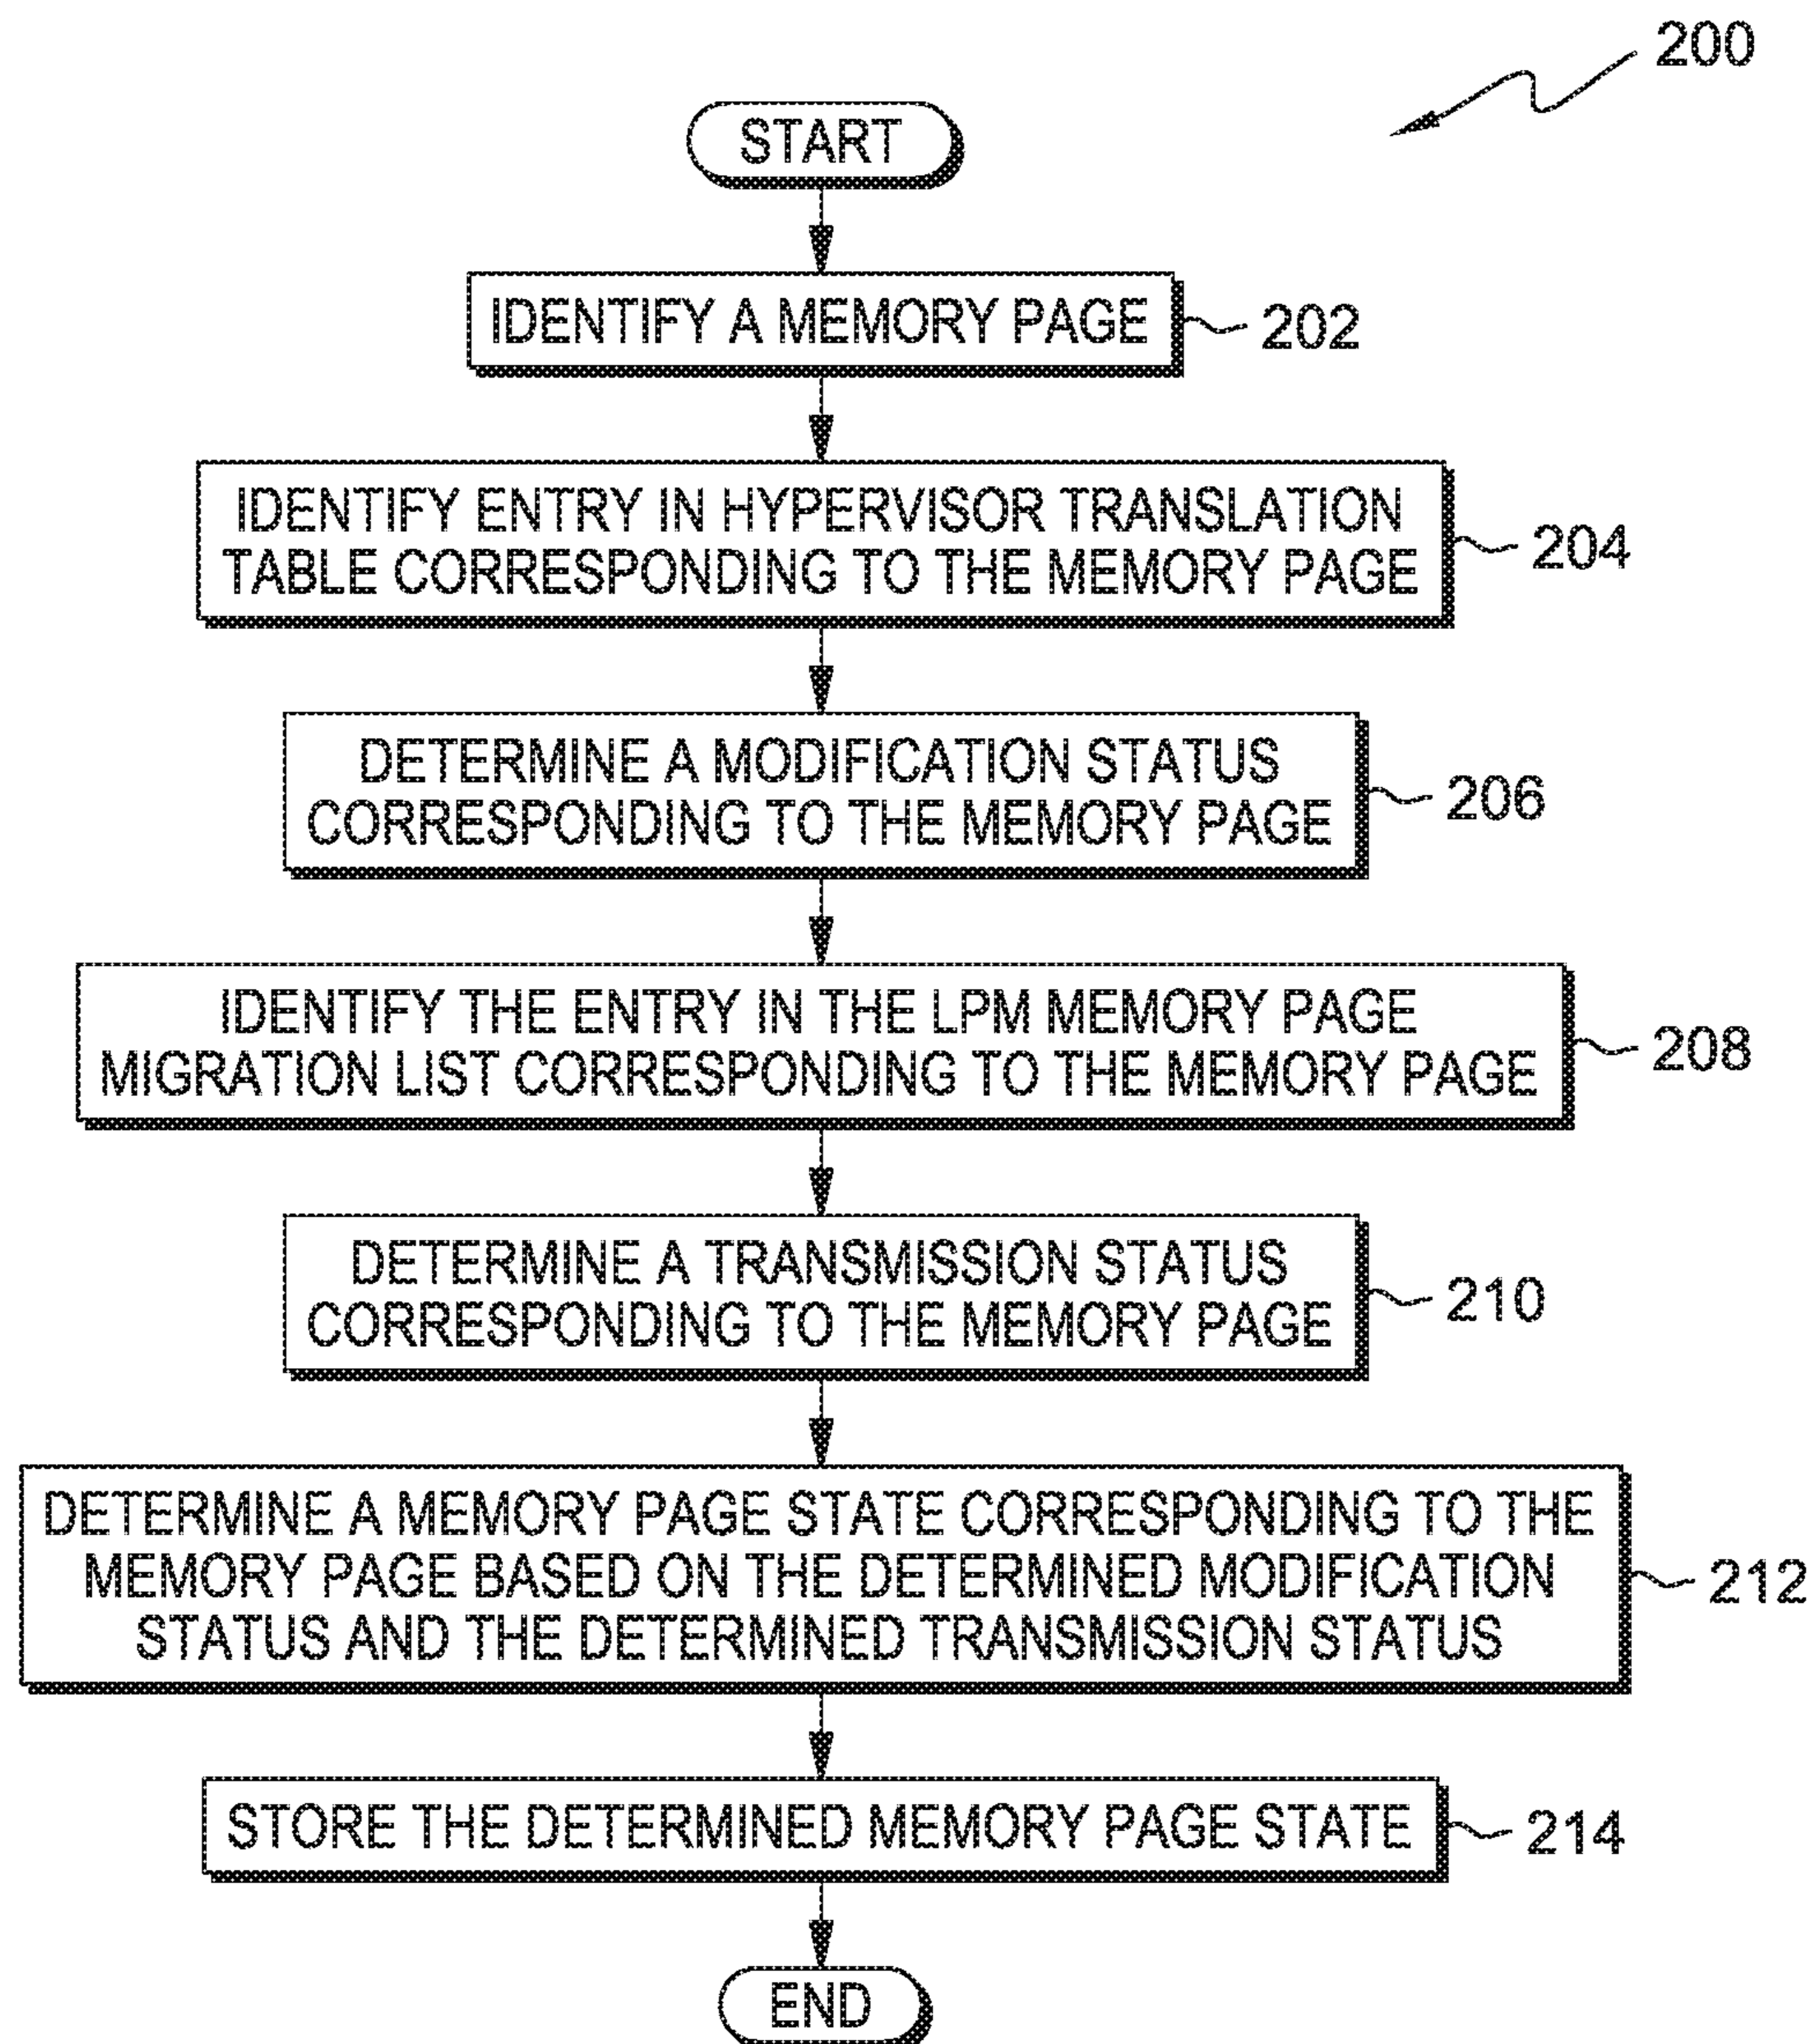 200
START
IDENTIFY A MEMORY PAGE
202
IDENTIFY ENTRY IN HYPERVISOR TRANSLATION
TABLE CORRESPONDING TO THE MEMORY PAGE
204
DETERMINE A MODIFICATION STATUS
CORRESPONDING TO THE MEMORY PAGE
206
IDENTIFY THE ENTRY IN THE LPM MEMORY PAGE
MIGRATION LIST CORRESPONDING TO THE MEMORY PAGE
208
DETERMINE A TRANSMISSION STATUS
CORRESPONDING TO THE MEMORY PAGE
210
DETERMINE A MEMORY PAGE STATE CORRESPONDING TO THE
MEMORY PAGE BASED ON THE DETERMINED MODIFICATION
STATUS AND THE DETERMINED TRANSMISSION STATUS
212
STORE THE DETERMINED MEMORY PAGE STATE
214
END